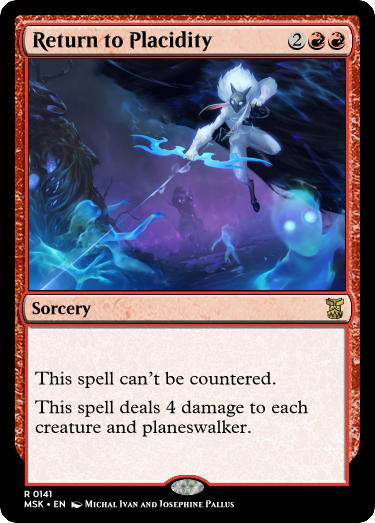 Return to Placidity 2
Sorcery
This spell can't be countered.
This spell deals 4 damage to each
creature and planeswalker.
R 0141
MSK • EN Michal Ivan and Josephine Pallus